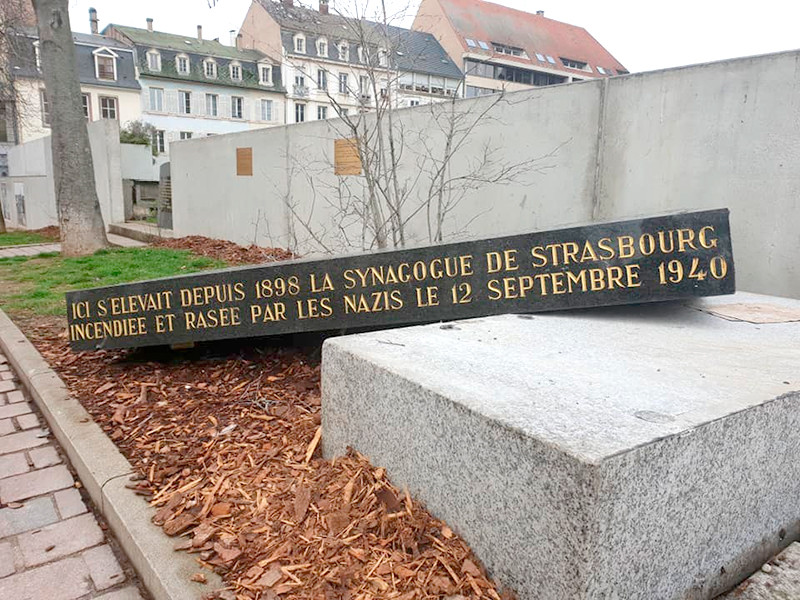 ICI S'ELEVAIT DEPUIS 1898 LA SYNAGOGUE DE STRASBOURG
INCENDIEE ET RASEE PAR LES NAZIS LE 12 SEPTEMBRE 1940